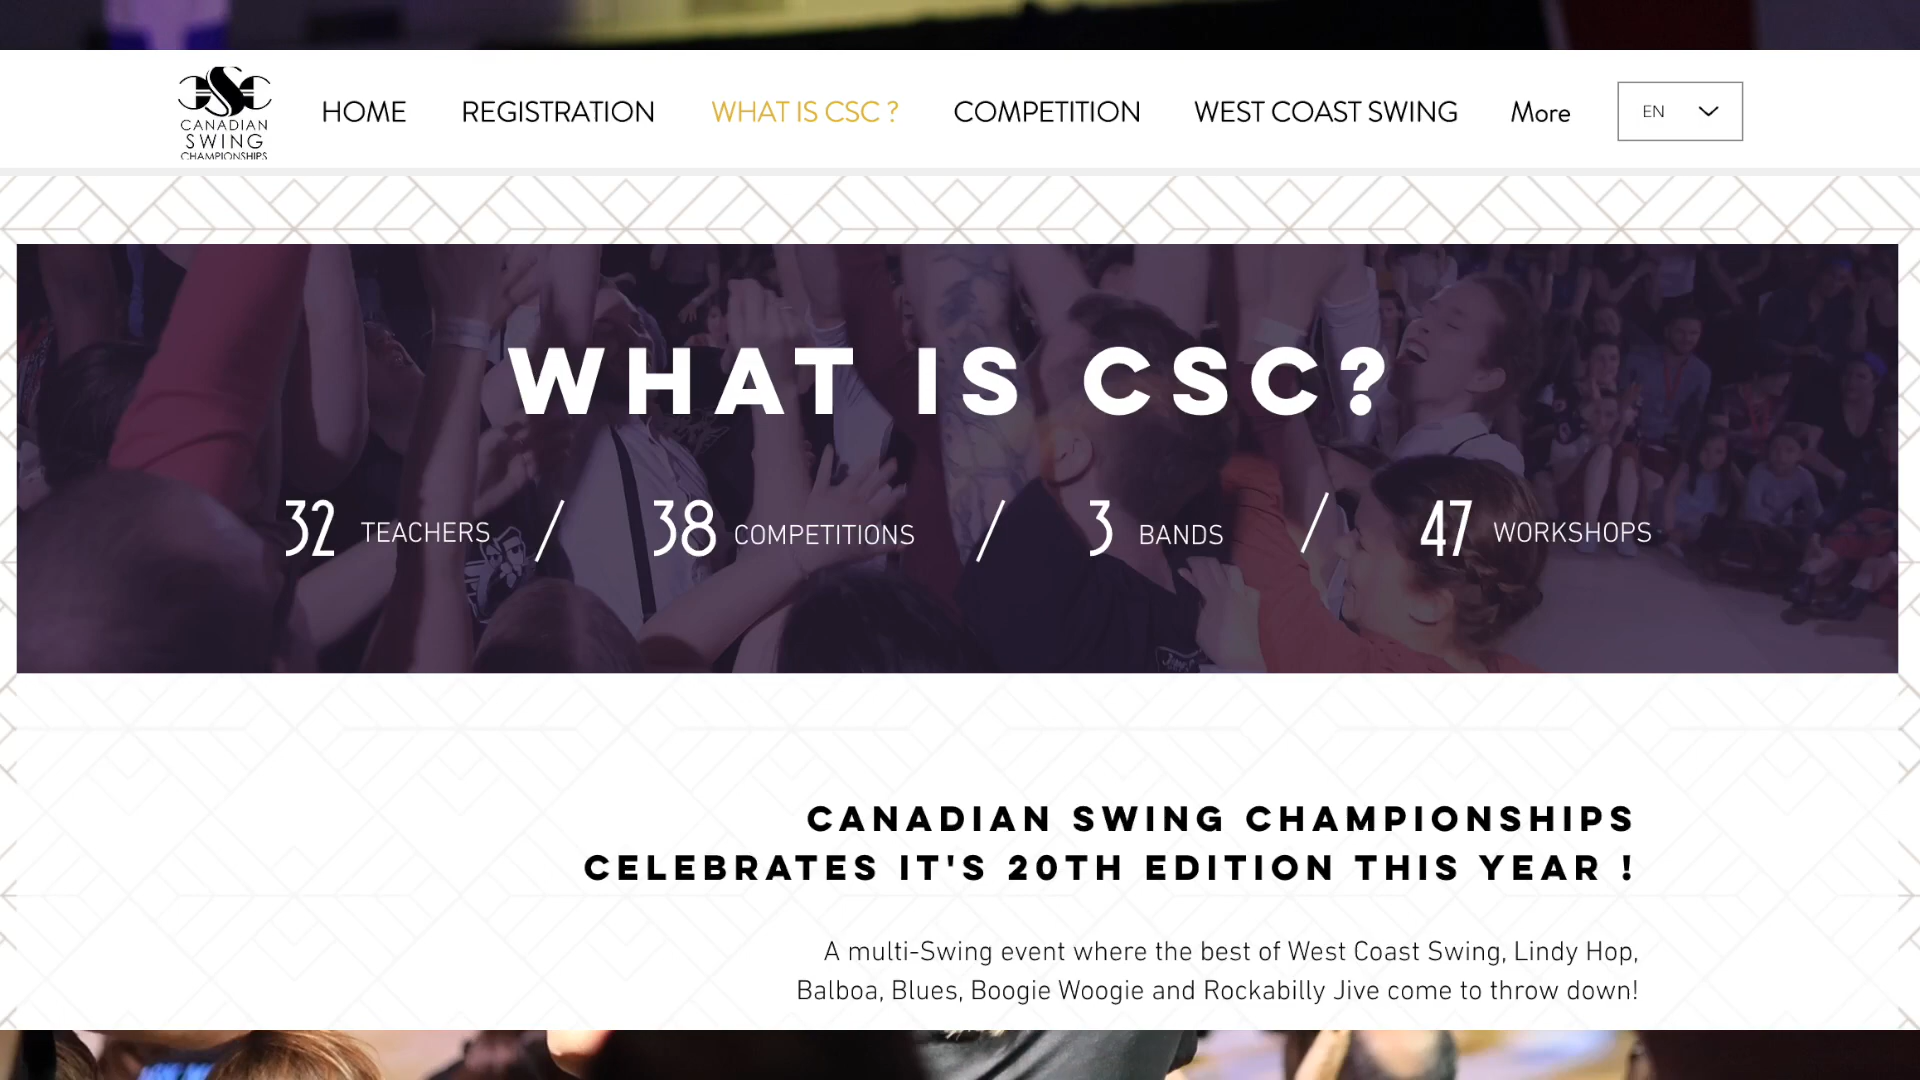 CANADIAN
SWING
CHAMPIONSHIPS
HOME REGISTRATION WHAT IS CSC ? COMPETITION WEST COAST SWING More EN
WHAT IS CSC?
32 TEACHERS / 38 COMPETITIONS / 3 BANDS / 47 WORKSHOPS
CANADIAN SWING CHAMPIONSHIPS
CELEBRATES IT'S 20TH EDITION THIS YEAR !
A multi-Swing event where the best of West Coast Swing, Lindy Hop,
Balboa, Blues, Boogie Woogie and Rockabilly Jive come to throw down!